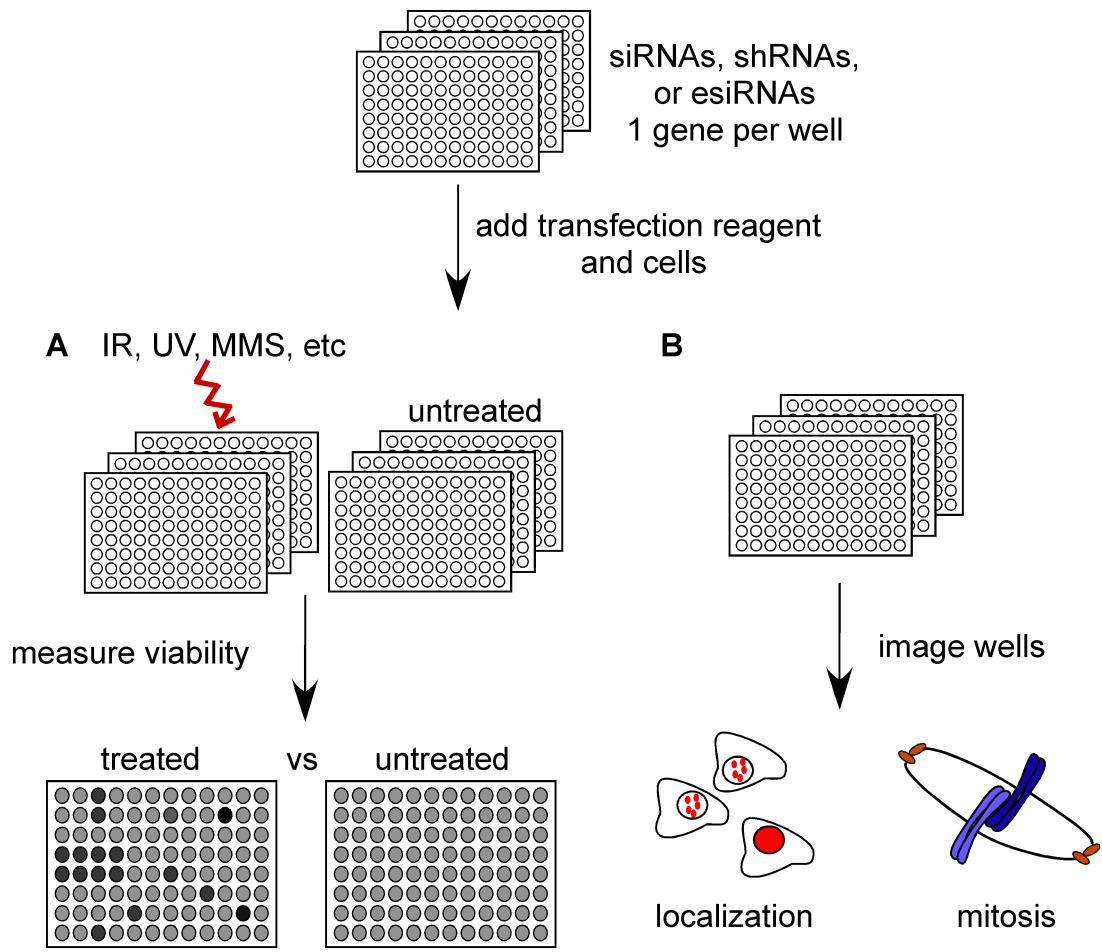 siRNAs, shRNAs,
or esiRNAs
1 gene per well
add transfection reagent
and cells
A IR, UV, MMS, etc
untreated
measure viability
treated vs untreated
B
image wells
localization
mitosis